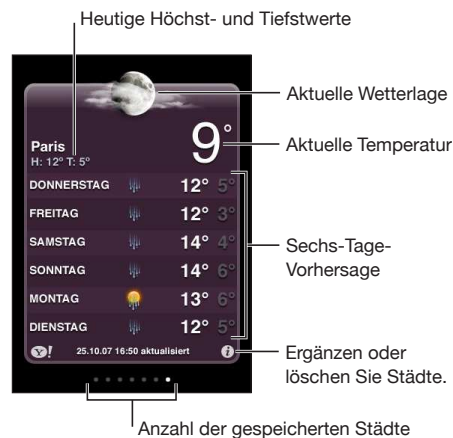 Heutige Höchst- und Tiefstwerte
Aktuelle Wetterlage
9°
Aktuelle Temperatur
Paris
H: 12° T: 5°
DONNERSTAG 12° 5°
FREITAG 12° 3°
SAMSTAG 14° 4°
Sechs-Tage-
Vorhersage
SONNTAG 14° 6°
MONTAG 13° 6°
DIENSTAG 12° 5°
Y! 25.10.07 16:50 aktualisiert i
Ergänzen oder
löschen Sie Städte.
Anzahl der gespeicherten Städte